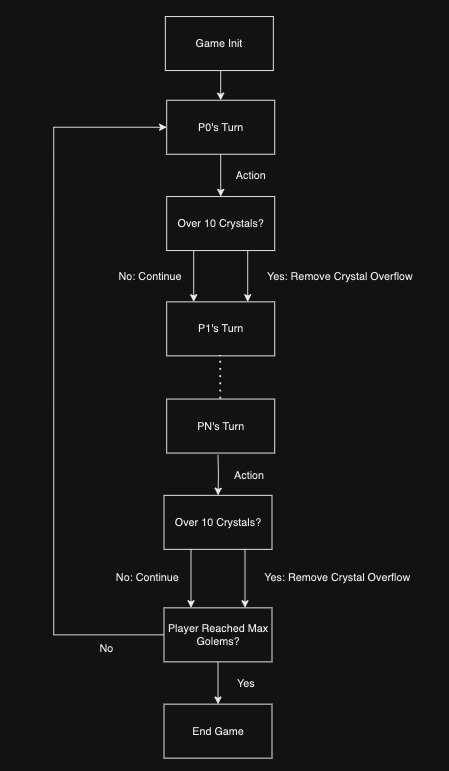 Game Init
P0's Turn
Action
Over 10 Crystals?
No: Continue
Yes: Remove Crystal Overflow
P1's Turn
PN's Turn
Action
Over 10 Crystals?
No: Continue
Yes: Remove Crystal Overflow
Player Reached Max
Golems?
No
Yes
End Game